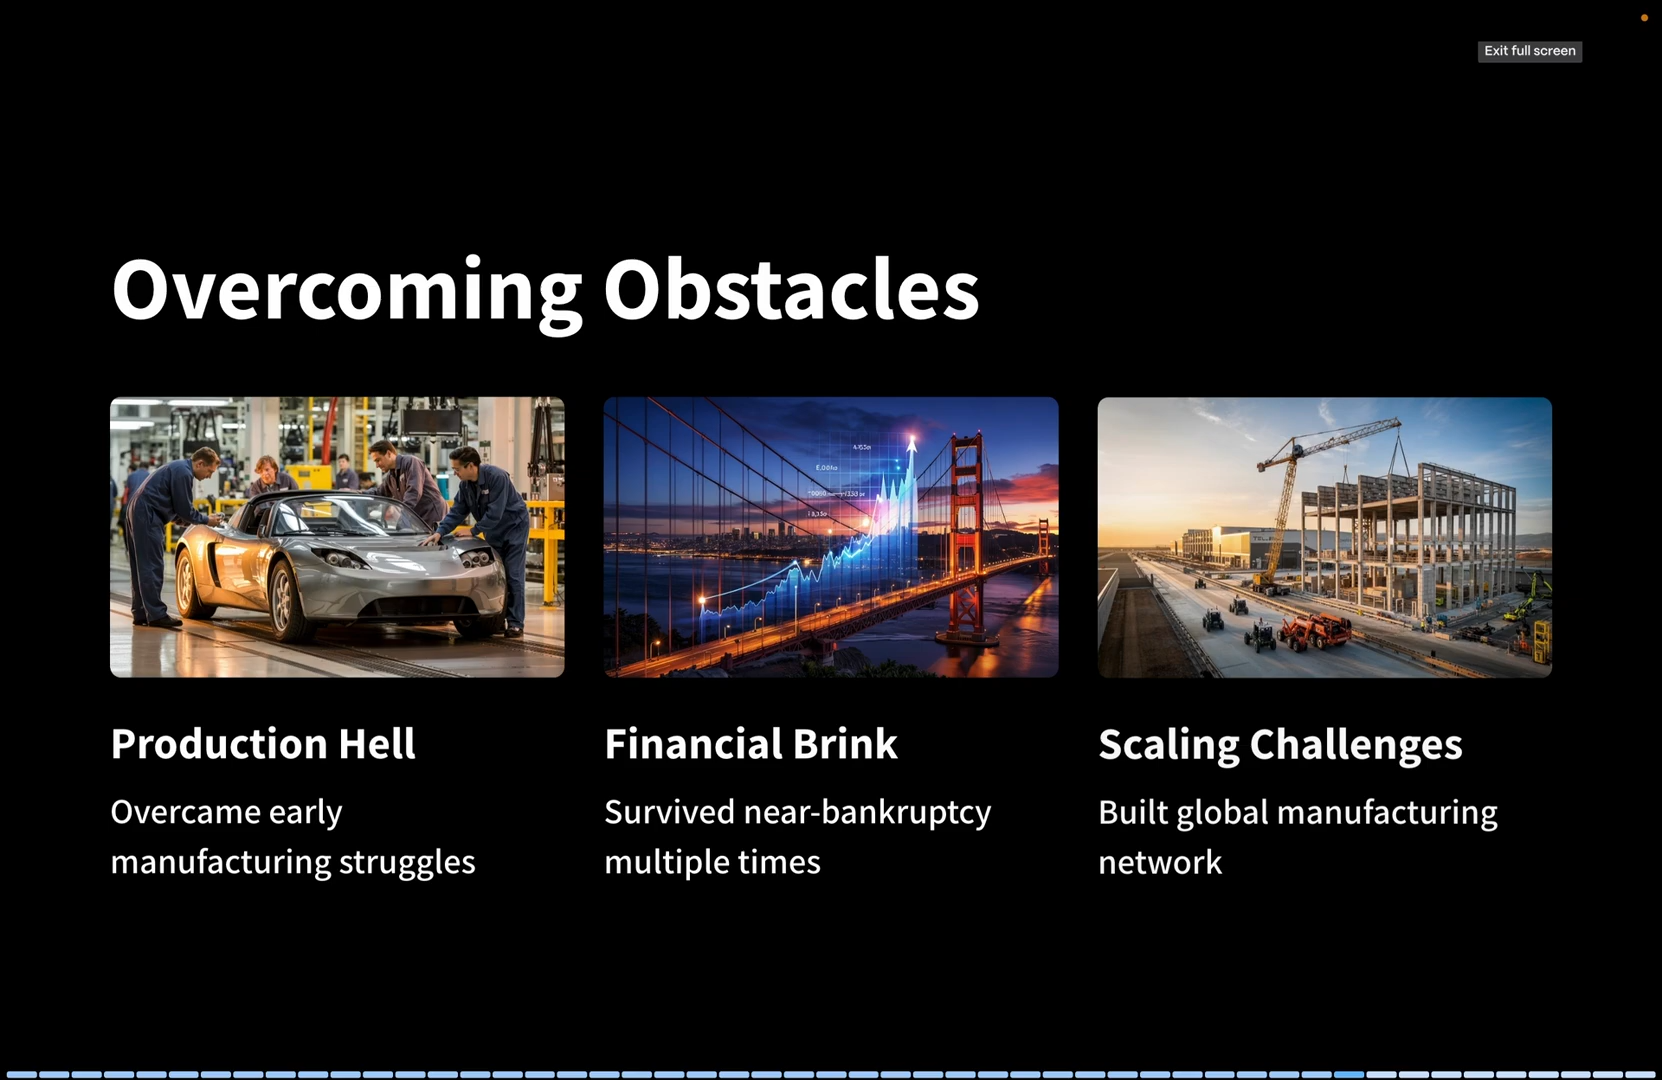 Exit full screen
Overcoming Obstacles
Production Hell
Overcame early
manufacturing struggles
Financial Brink
Survived near-bankruptcy
multiple times
Scaling Challenges
Built global manufacturing
network